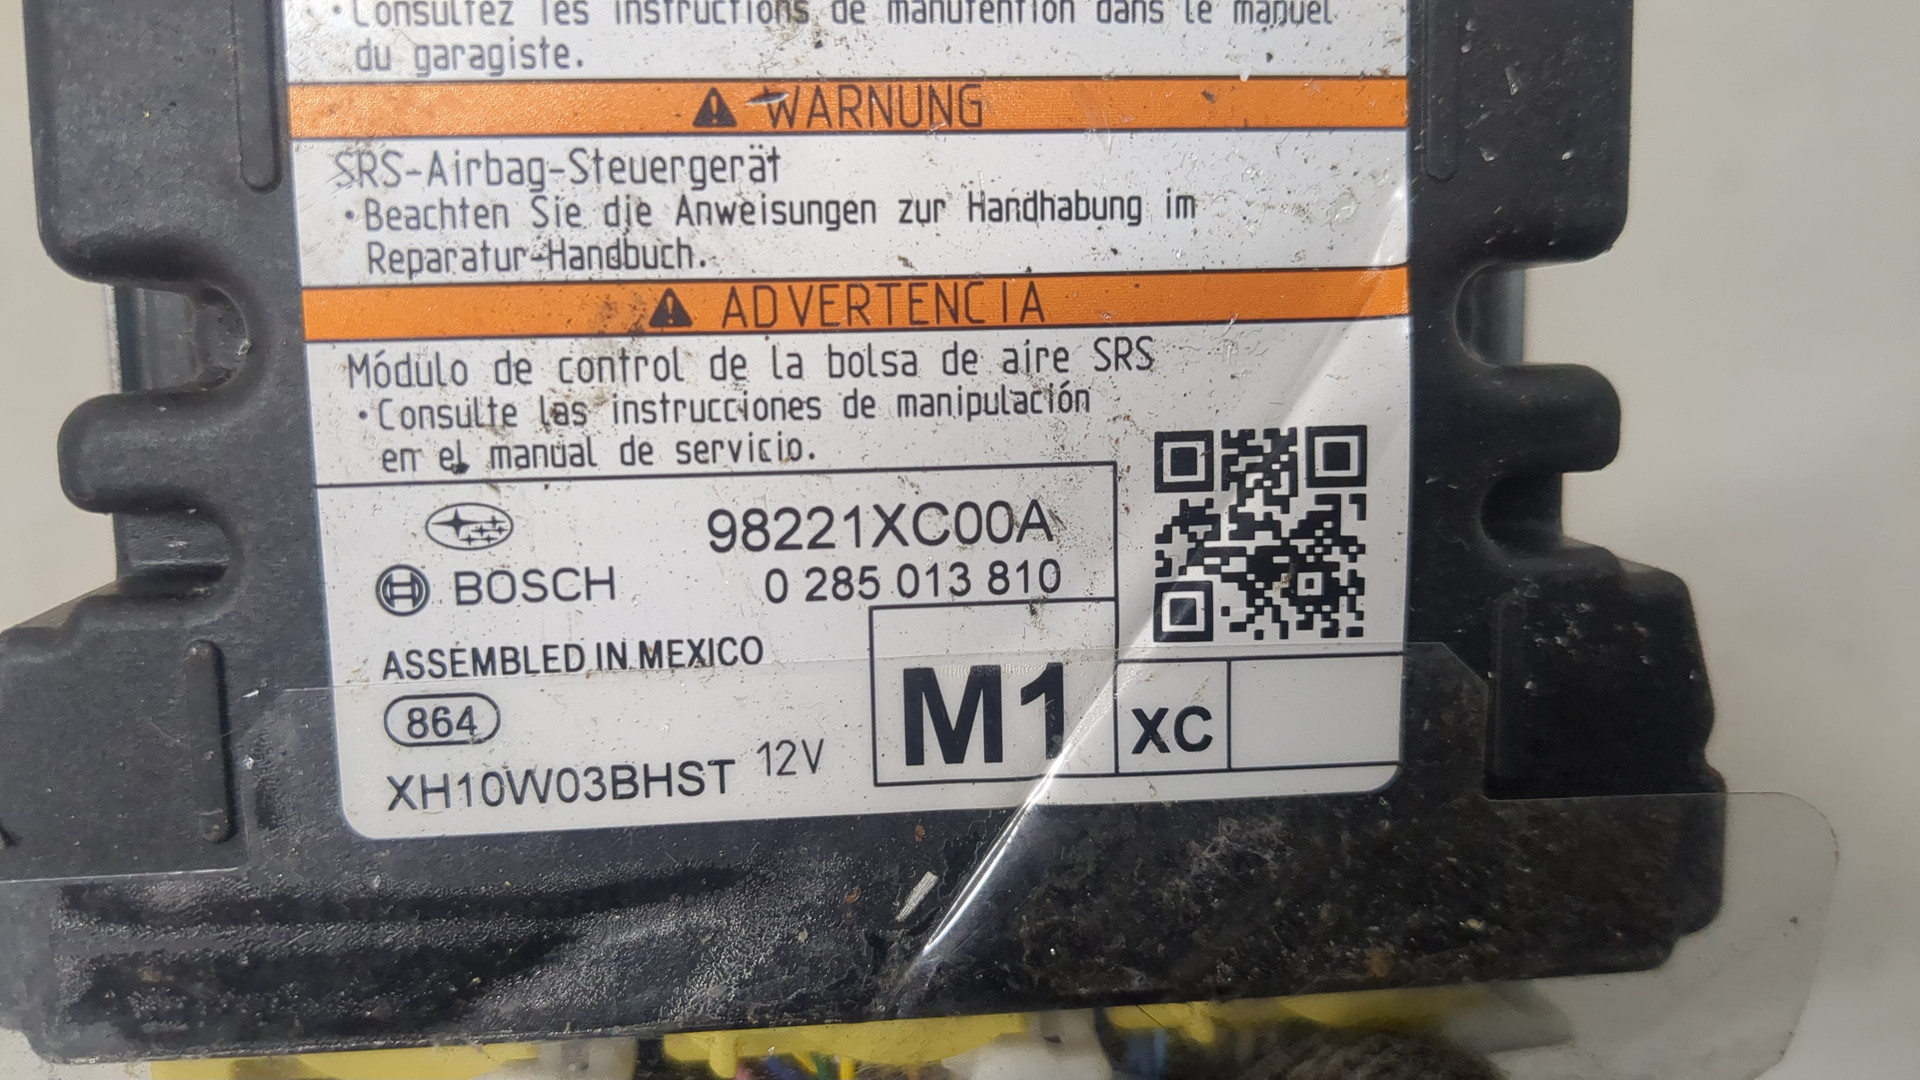 •Consultez les instructions de manutention dans le manuel
du garagiste.
WARNUNG
SRS-Airbag-Steuergerät
•Beachten Sie die Anweisungen zur Handhabung im
Reparatur-Handbuch.
ADVERTENCIA
Módulo de control de la bolsa de aire SRS
•Consulte las instrucciones de manipulación
en el manual de servicio.
98221XC00A
BOSCH 0 285 013 810
ASSEMBLED IN MEXICO
864
XH10W03BHST 12V
M1
XC